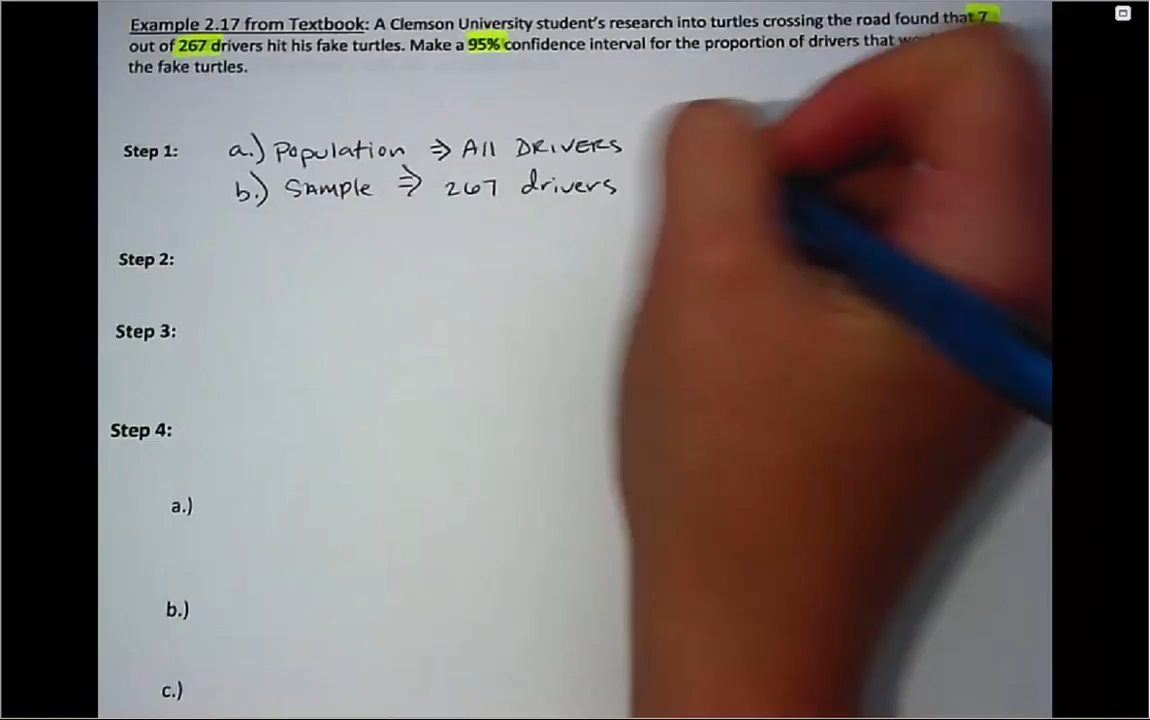 Example 2.17 from Textbook: A Clemson University student's research into turtles crossing the road found that 7
out of 267 drivers hit his fake turtles. Make a 95% confidence interval for the proportion of drivers that
the fake turtles.
Step 1: a.) Population ⇒ All DRIVERS
b.) SAmple ⇒ 267 drivers
Step 2:
Step 3:
Step 4:
a.)
b.)
c.)